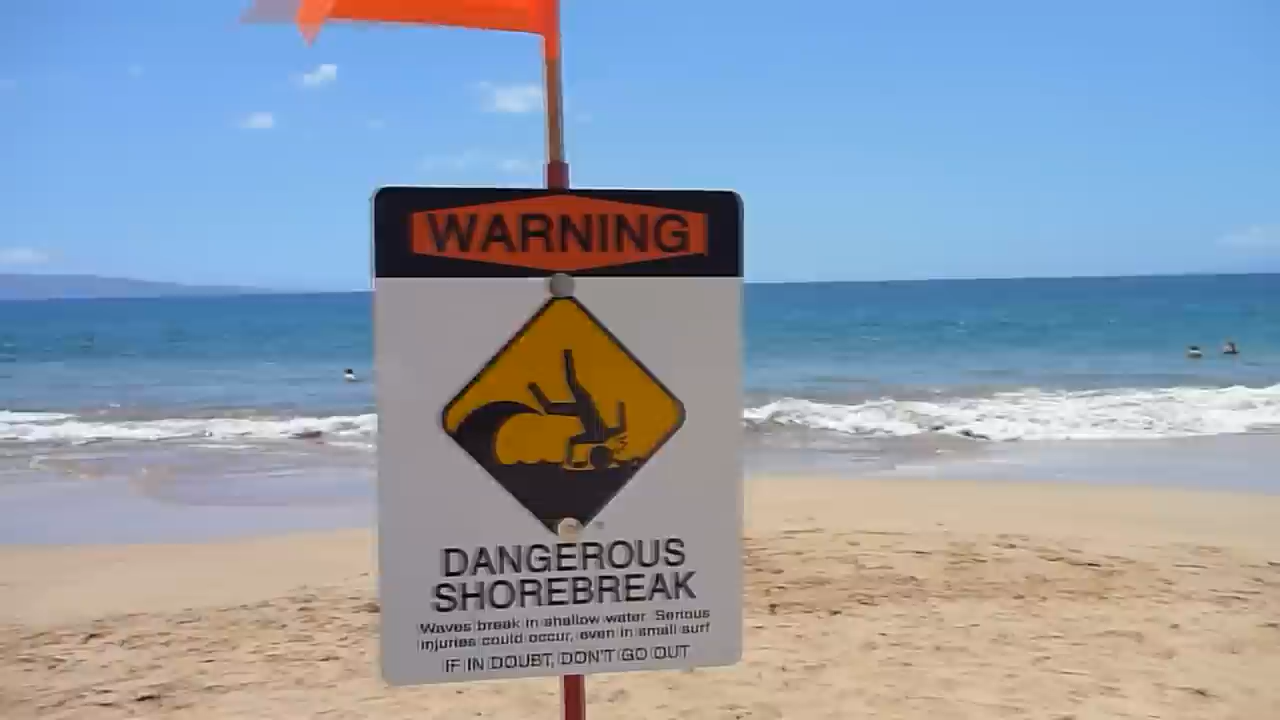 WARNING
DANGEROUS
SHOREBREAK
Waves break in shallow water. Serious
injuries could occur, even in small surf
IF IN DOUBT, DON'T GO OUT